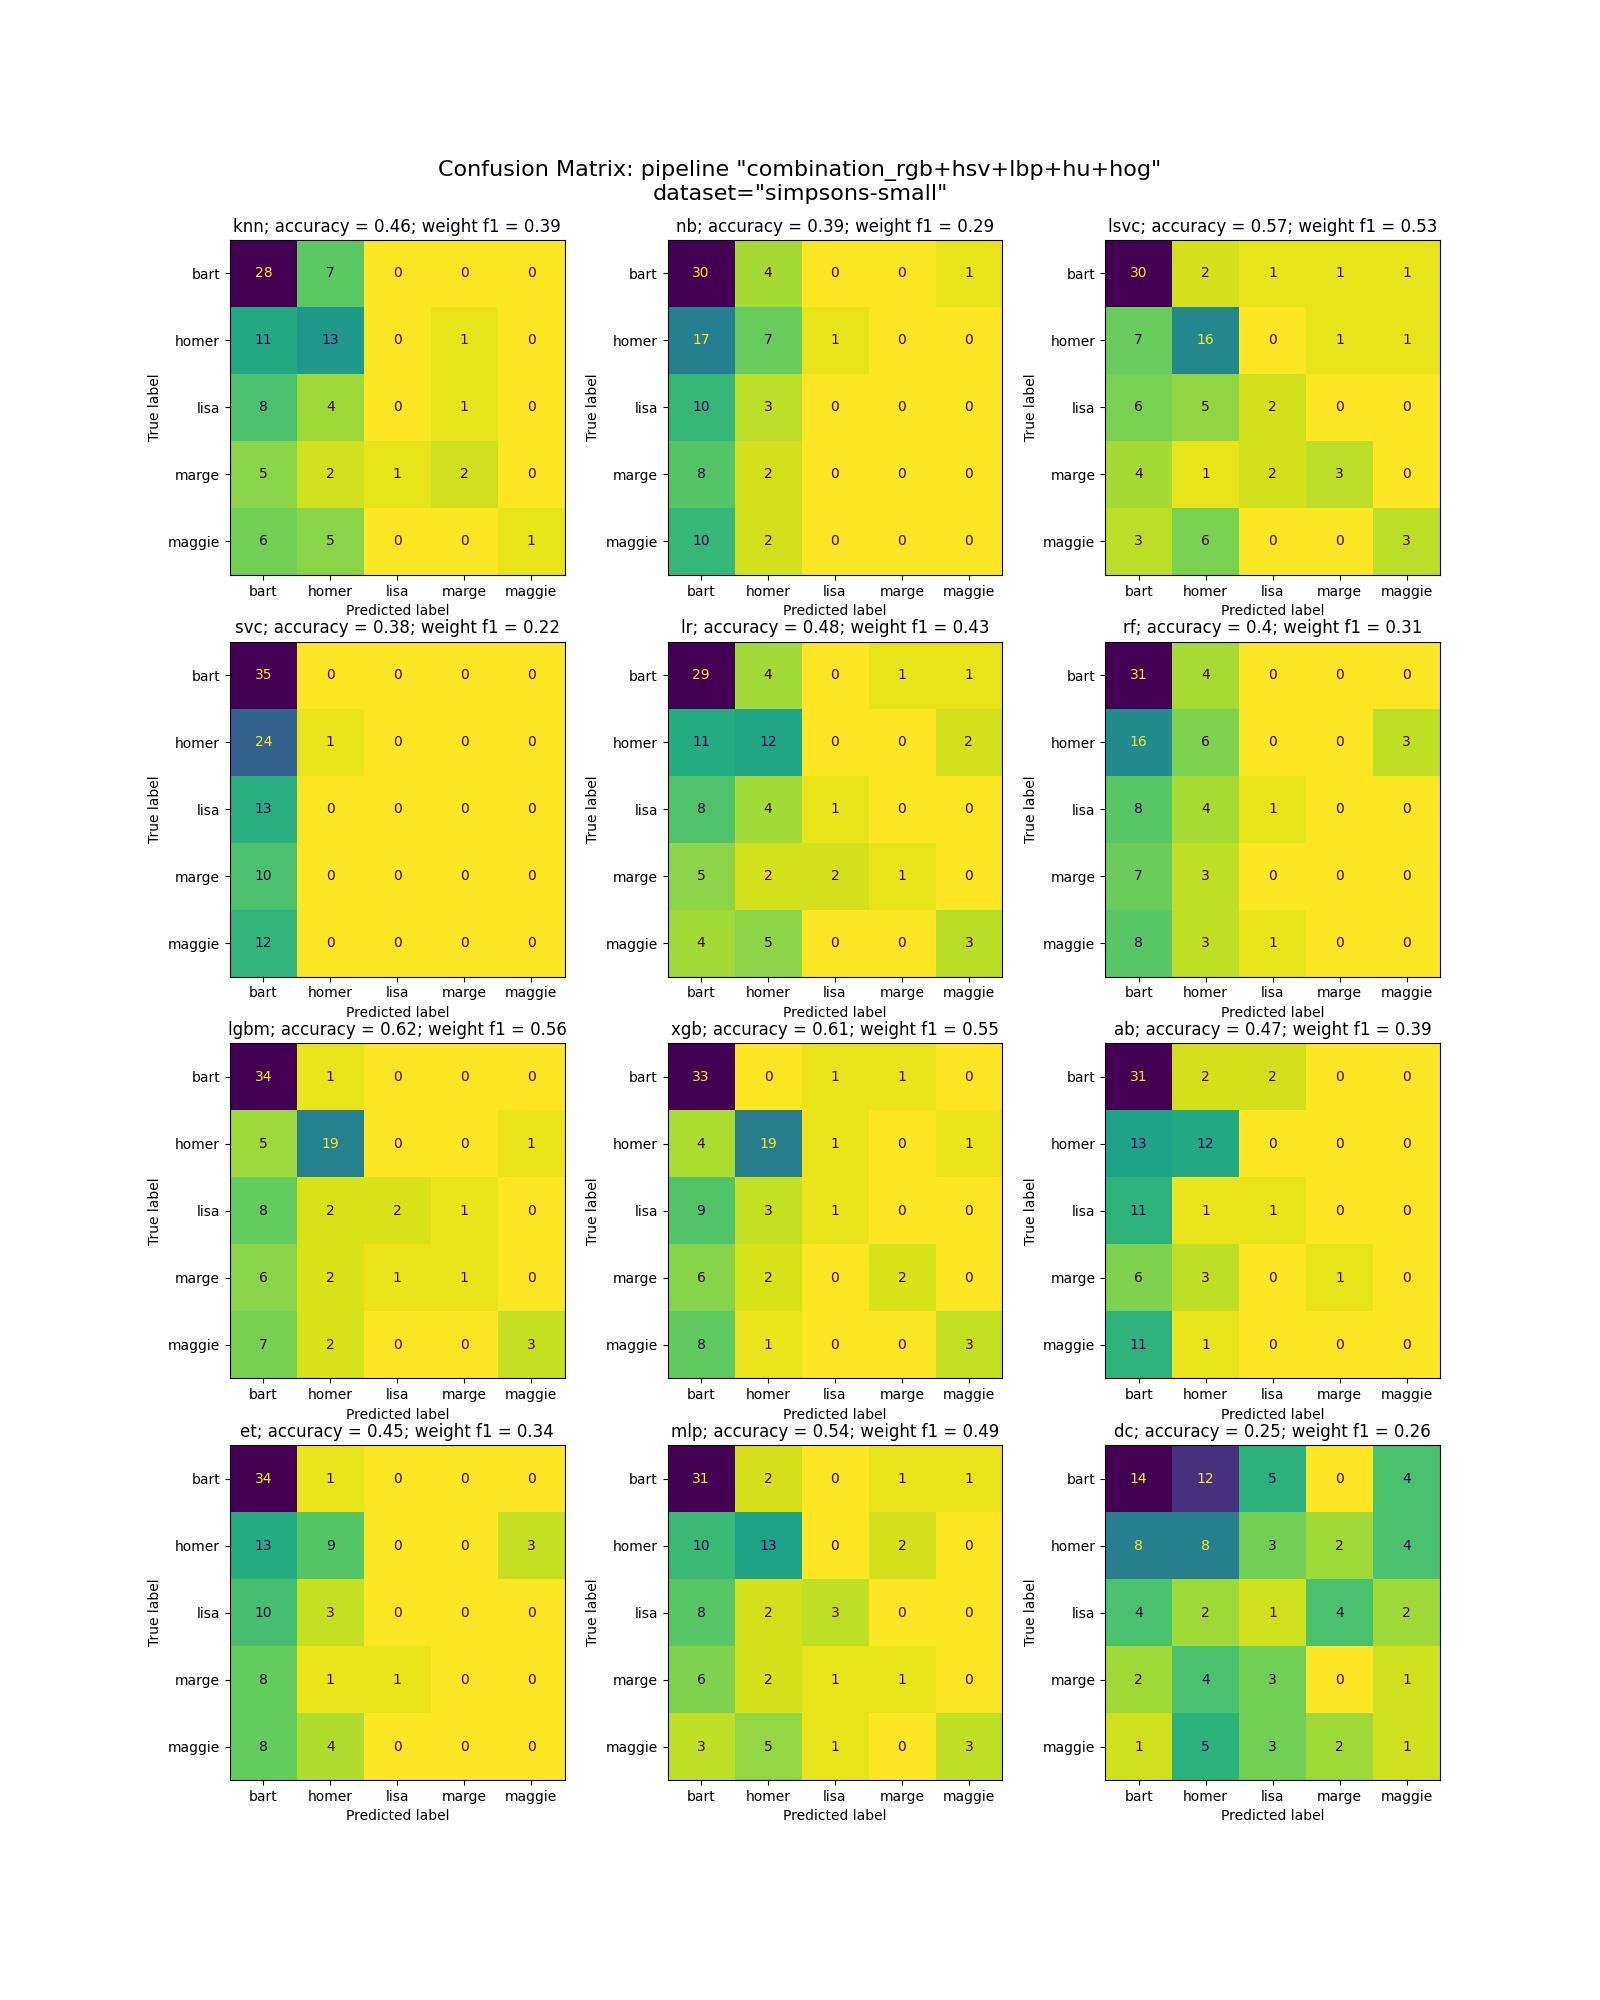 Confusion Matrix: pipeline "combination_rgb+hsv+lbp+hu+hog"
dataset="simpsons-small"
knn; accuracy = 0.46; weight f1 = 0.39
True label
bart 28 7 0 0 0
homer 11 13 0 1 0
lisa 8 4 0 1 0
marge 5 2 1 2 0
maggie 6 5 0 0 1
bart homer lisa marge maggie
Predicted label
nb; accuracy = 0.39; weight f1 = 0.29
True label
bart 30 4 0 0 1
homer 17 7 1 0 0
lisa 10 3 0 0 0
marge 8 2 0 0 0
maggie 10 2 0 0 0
bart homer lisa marge maggie
Predicted label
lsvc; accuracy = 0.57; weight f1 = 0.53
True label
bart 30 2 1 1 1
homer 7 16 0 1 1
lisa 6 5 2 0 0
marge 4 1 2 3 0
maggie 3 6 0 0 3
bart homer lisa marge maggie
Predicted label
svc; accuracy = 0.38; weight f1 = 0.22
True label
bart 35 0 0 0 0
homer 24 1 0 0 0
lisa 13 0 0 0 0
marge 10 0 0 0 0
maggie 12 0 0 0 0
bart homer lisa marge maggie
Predicted label
lr; accuracy = 0.48; weight f1 = 0.43
True label
bart 29 4 0 1 1
homer 11 12 0 0 2
lisa 8 4 1 0 0
marge 5 2 2 1 0
maggie 4 5 0 0 3
bart homer lisa marge maggie
Predicted label
rf; accuracy = 0.4; weight f1 = 0.31
True label
bart 31 4 0 0 0
homer 16 6 0 0 3
lisa 8 4 1 0 0
marge 7 3 0 0 0
maggie 8 3 1 0 0
bart homer lisa marge maggie
Predicted label
lgbm; accuracy = 0.62; weight f1 = 0.56
True label
bart 34 1 0 0 0
homer 5 19 0 0 1
lisa 8 2 2 1 0
marge 6 2 1 1 0
maggie 7 2 0 0 3
bart homer lisa marge maggie
Predicted label
xgb; accuracy = 0.61; weight f1 = 0.55
True label
bart 33 0 1 1 0
homer 4 19 1 0 1
lisa 9 3 1 0 0
marge 6 2 0 2 0
maggie 8 1 0 0 3
bart homer lisa marge maggie
Predicted label
ab; accuracy = 0.47; weight f1 = 0.39
True label
bart 31 2 2 0 0
homer 13 12 0 0 0
lisa 11 1 1 0 0
marge 6 3 0 1 0
maggie 11 1 0 0 0
bart homer lisa marge maggie
Predicted label
et; accuracy = 0.45; weight f1 = 0.34
True label
bart 34 1 0 0 0
homer 13 9 0 0 3
lisa 10 3 0 0 0
marge 8 1 1 0 0
maggie 8 4 0 0 0
bart homer lisa marge maggie
Predicted label
mlp; accuracy = 0.54; weight f1 = 0.49
True label
bart 31 2 0 1 1
homer 10 13 0 2 0
lisa 8 2 3 0 0
marge 6 2 1 1 0
maggie 3 5 1 0 3
bart homer lisa marge maggie
Predicted label
dc; accuracy = 0.25; weight f1 = 0.26
True label
bart 14 12 5 0 4
homer 8 8 3 2 4
lisa 4 2 1 4 2
marge 2 4 3 0 1
maggie 1 5 3 2 1
bart homer lisa marge maggie
Predicted label